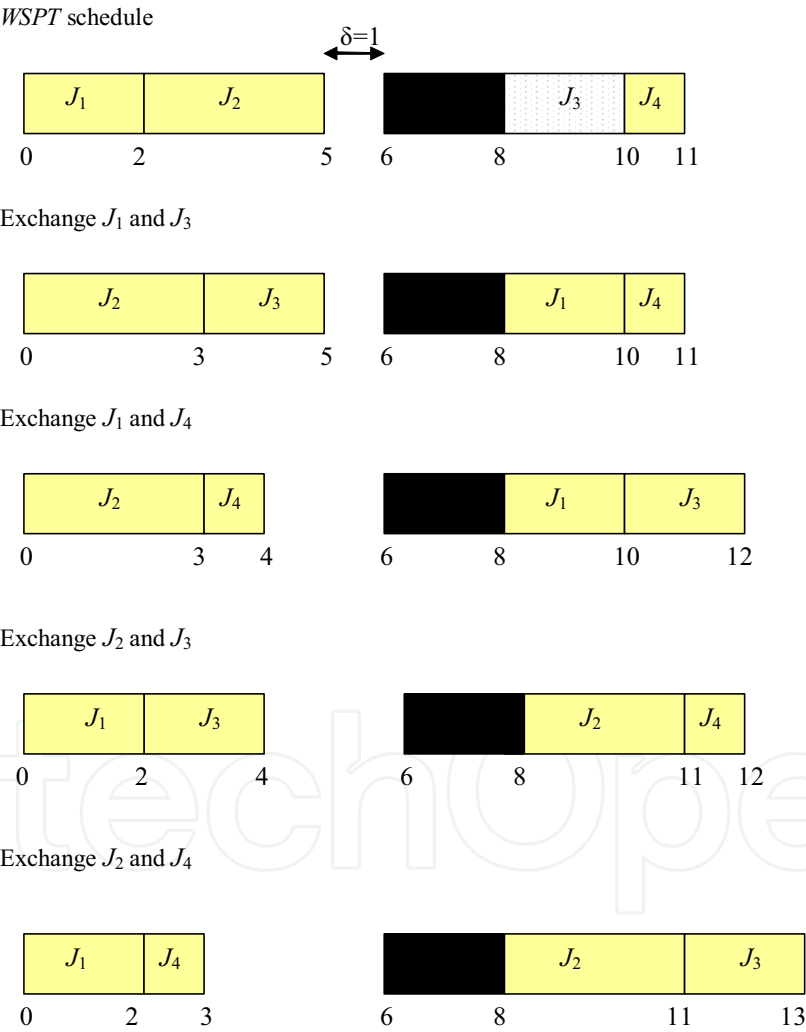 WSPT schedule
δ=1
J1 J2 J3 J4
0 2 5 6 8 10 11
Exchange J1 and J3
J2 J3 J1 J4
0 3 5 6 8 10 11
Exchange J1 and J4
J2 J4 J1 J3
0 3 4 6 8 10 12
Exchange J2 and J3
J1 J3 J2 J4
0 2 4 6 8 11 12
techOpe
Exchange J2 and J4
J1 J4 J2 J3
0 2 3 6 8 11 13